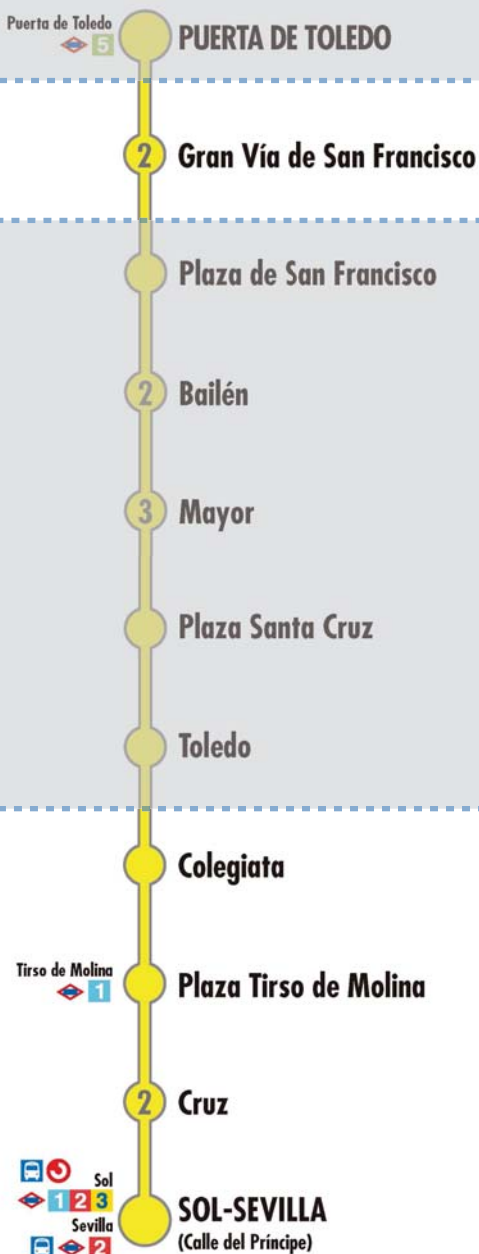 Puerta de Toledo
5
PUERTA DE TOLEDO
2 Gran Vía de San Francisco
Plaza de San Francisco
2 Bailén
3 Mayor
Plaza Santa Cruz
Toledo
Colegiata
Tirso de Molina
1
Plaza Tirso de Molina
2 Cruz
Sol
1 2 3
Sevilla
2
SOL-SEVILLA
(Calle del Príncipe)